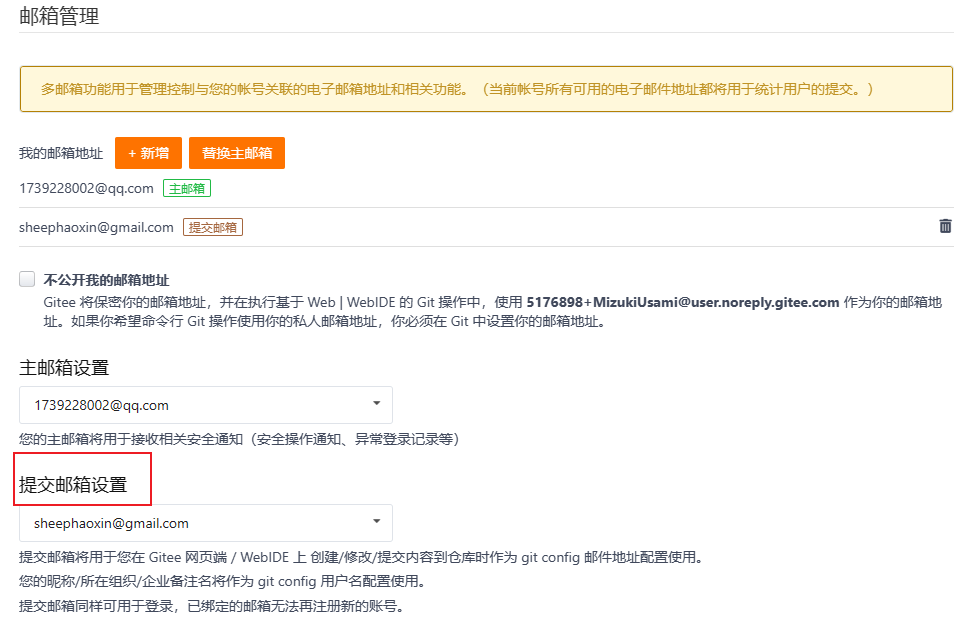 邮箱管理
多邮箱功能用于管理控制与您的帐号关联的电子邮箱地址和相关功能。（当前帐号所有可用的电子邮件地址都将用于统计用户的提交。）
我的邮箱地址 + 新增 替换主邮箱
1739228002@qq.com 主邮箱
sheephaoxin@gmail.com 提交邮箱
不公开我的邮箱地址
Gitee 将保密你的邮箱地址，并在执行基于 Web | WebIDE 的 Git 操作中，使用 5176898+MizukiUsami@user.noreply.gitee.com 作为你的邮箱地
址。如果你希望命令行 Git 操作使用你的私人邮箱地址，你必须在 Git 中设置你的邮箱地址。
主邮箱设置
1739228002@qq.com
您的主邮箱将用于接收相关安全通知（安全操作通知、异常登录记录等）
提交邮箱设置
sheephaoxin@gmail.com
提交邮箱将用于您在 Gitee 网页端 / WebIDE 上 创建/修改/提交内容到仓库时作为 git config 邮件地址配置使用。
您的昵称/所在组织/企业备注名将作为 git config 用户名配置使用。
提交邮箱同样可用于登录，已绑定的邮箱无法再注册新的账号。